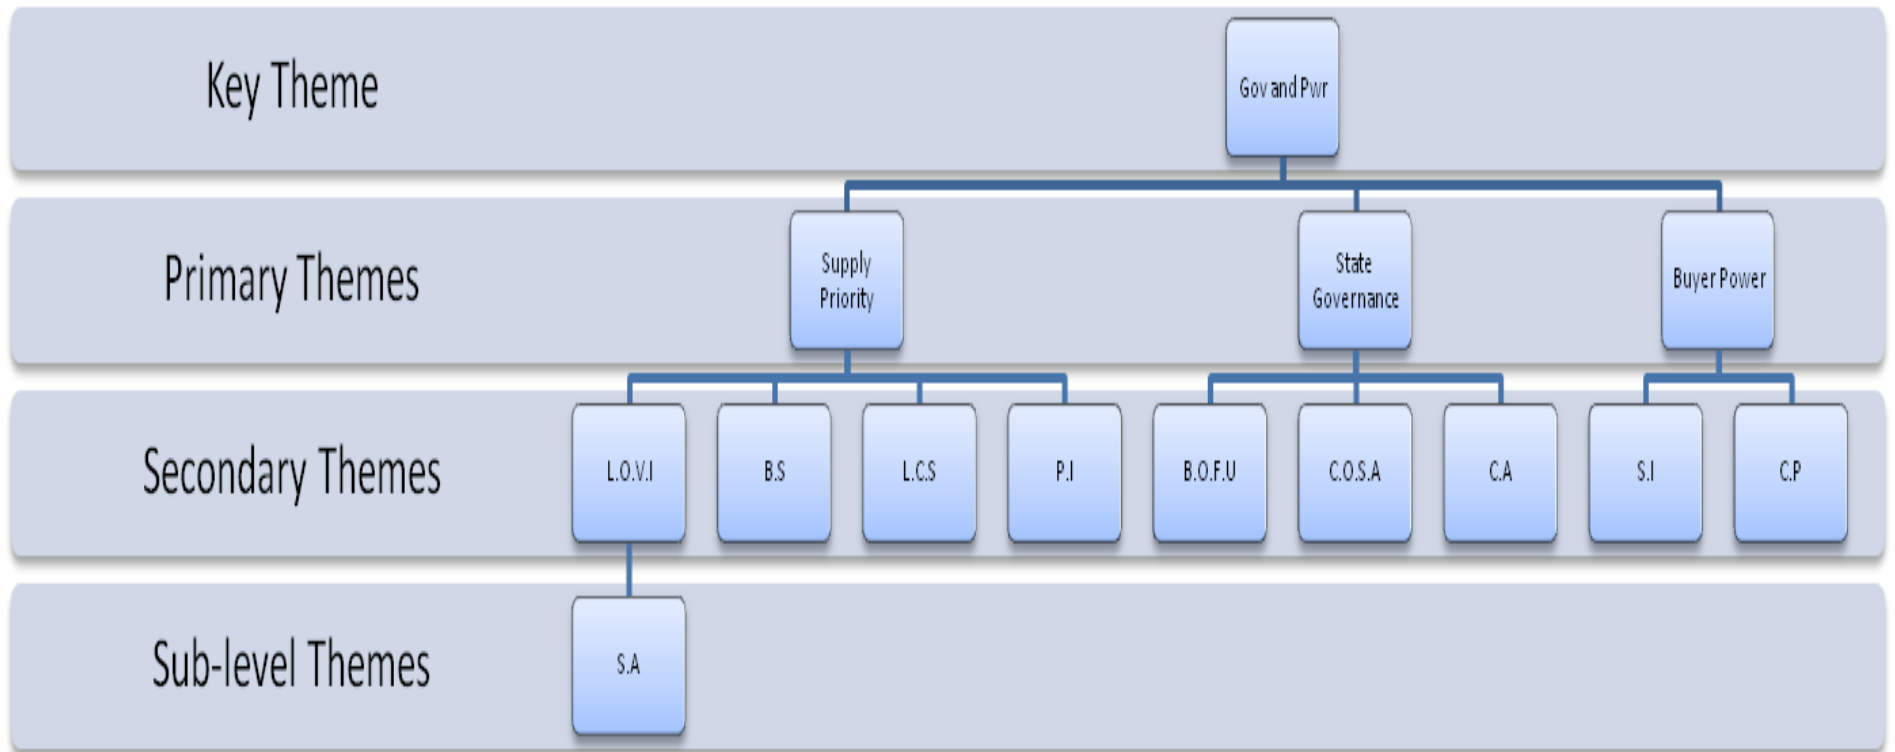 Key Theme
Gov and Pwr
Primary Themes
Supply
Priority
State
Governance
Buyer Power
Secondary Themes
L.O.V.I
B.S
L.C.S
P.I
B.O.F.U
C.O.S.A
C.A
S.I
C.P
Sub-level Themes
S.A